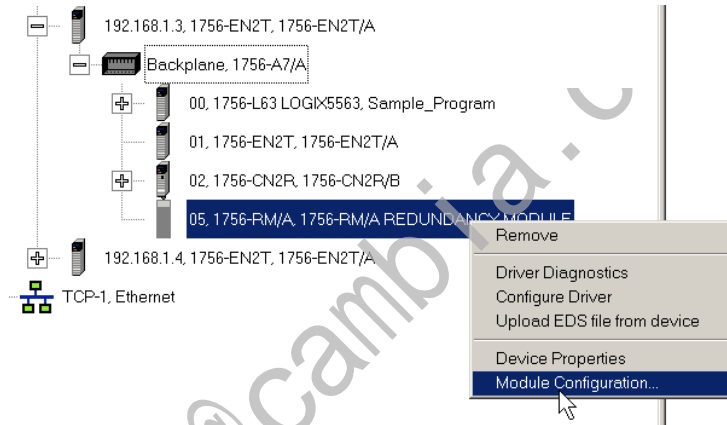 192.168.1.3, 1756-EN2T, 1756-EN2T/A
Backplane, 1756-A7/A
00, 1756-L63 LOGIX5563, Sample_Program
01, 1756-EN2T, 1756-EN2T/A
02, 1756-CN2R, 1756-CN2R/B
05, 1756-RM/A, 1756-RM/A REDUNDANCY MODULE
192.168.1.4, 1756-EN2T, 1756-EN2T/A
TCP-1, Ethernet
Remove
Driver Diagnostics
Configure Driver
Upload EDS file from device
Device Properties
Module Configuration...
@cambia.c